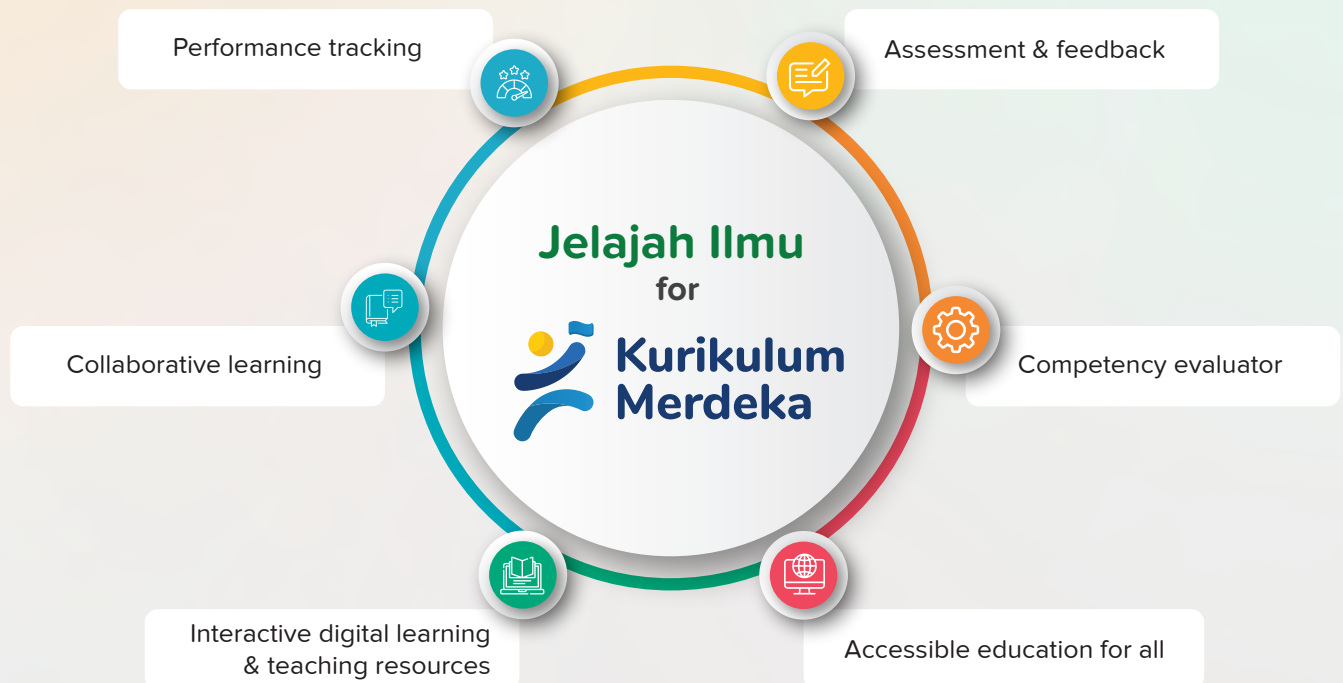 Performance tracking
Assessment & feedback
Jelajah Ilmu
for
Kurikulum
Merdeka
Collaborative learning
Competency evaluator
Interactive digital learning
& teaching resources
Accessible education for all